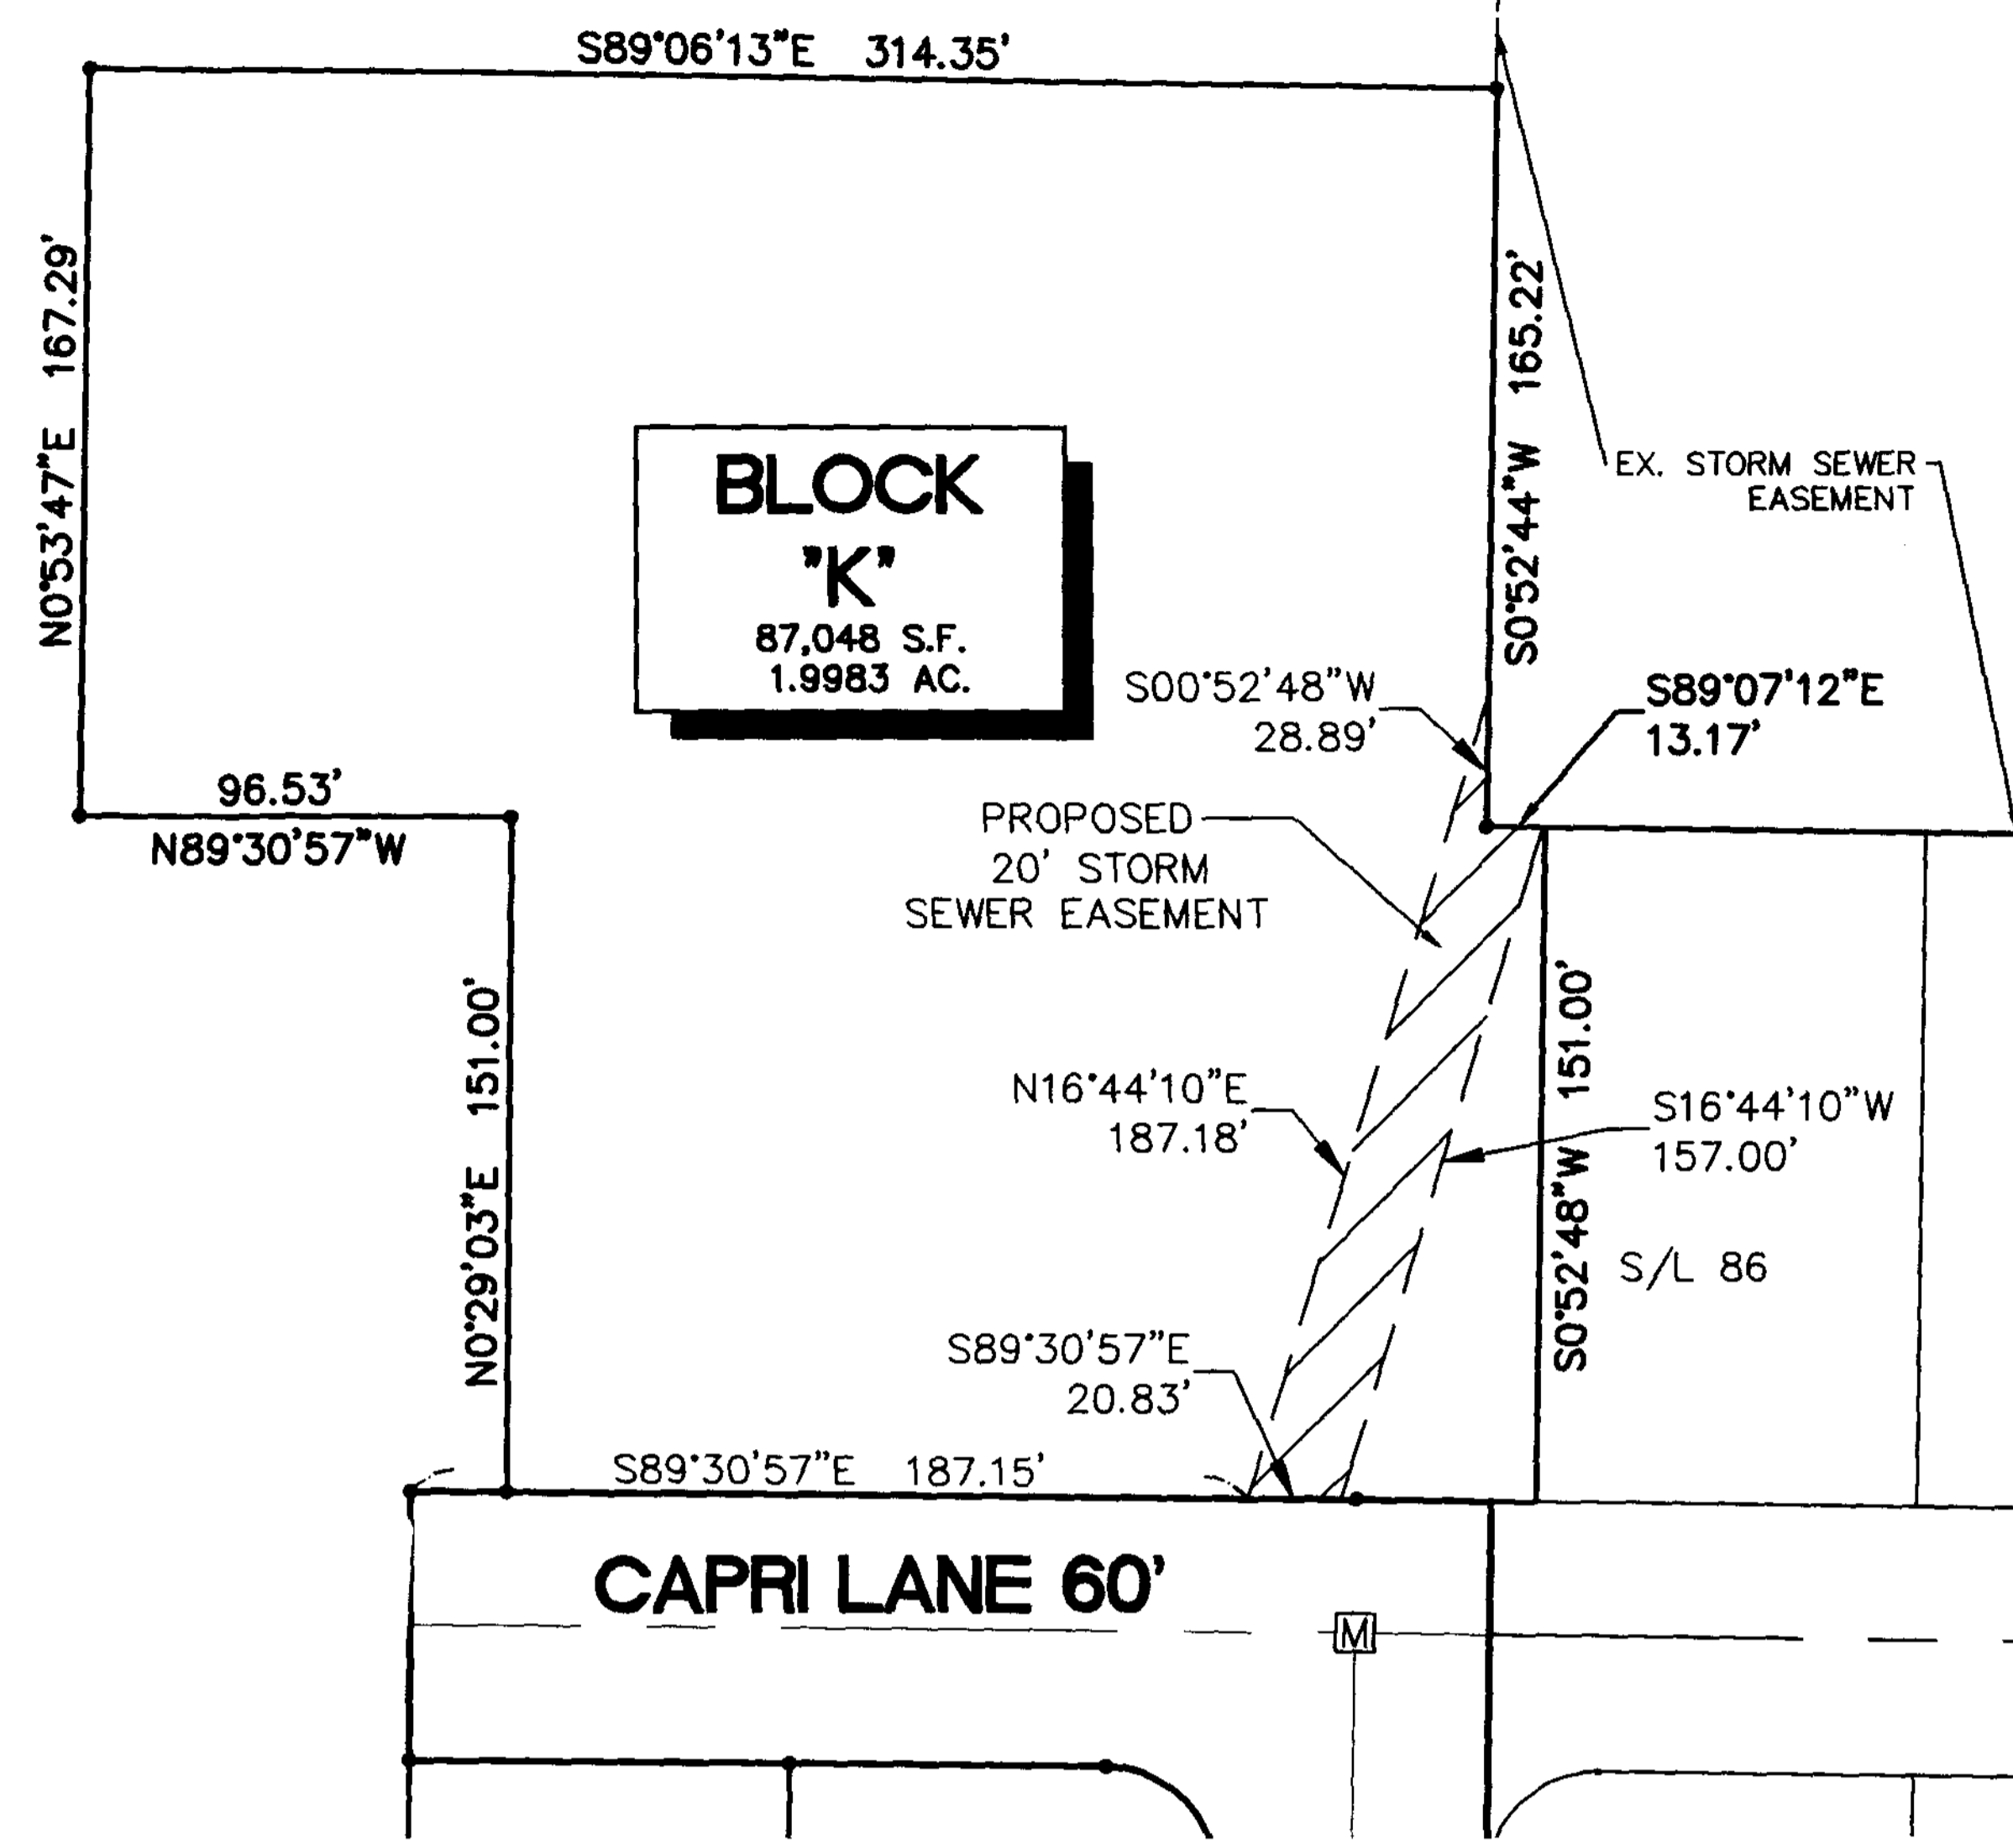 S89°06'13"E 314.35'
N0°53'47"E 167.29'
S0°52'44"W 165.22'
EX. STORM SEWER
EASEMENT
BLOCK
"K"
87,048 S.F.
1.9983 AC.
S00°52'48"W
28.89'
S89°07'12"E
13.17'
96.53'
N89°30'57"W
PROPOSED
20' STORM
SEWER EASEMENT
N0°29'03"E 151.00'
N16°44'10"E
187.18'
S0°52'48"W 151.00'
S16°44'10"W
157.00'
S/L 86
S89°30'57"E
20.83'
S89°30'57"E 187.15'
CAPRI LANE 60'
M